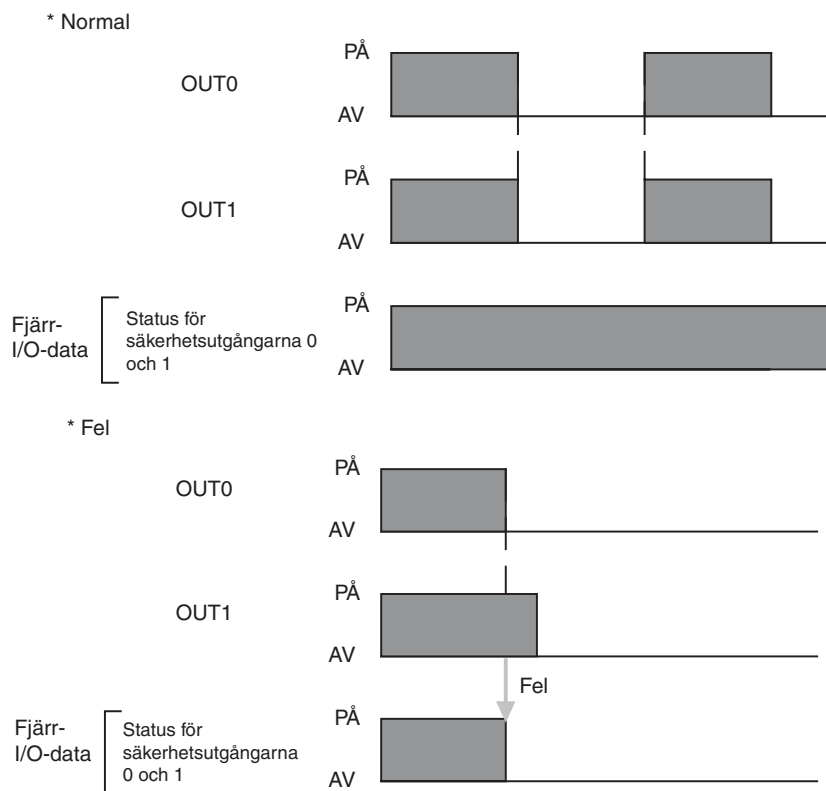 * Normal
PÅ
OUT0
AV
PÅ
OUT1
AV
PÅ
Fjärr-
I/O-data
Status för
säkerhetsutgångarna 0
och 1
AV
* Fel
PÅ
OUT0
AV
PÅ
OUT1
AV
Fel
PÅ
Fjärr-
I/O-data
Status för
säkerhetsutgångarna
0 och 1
AV